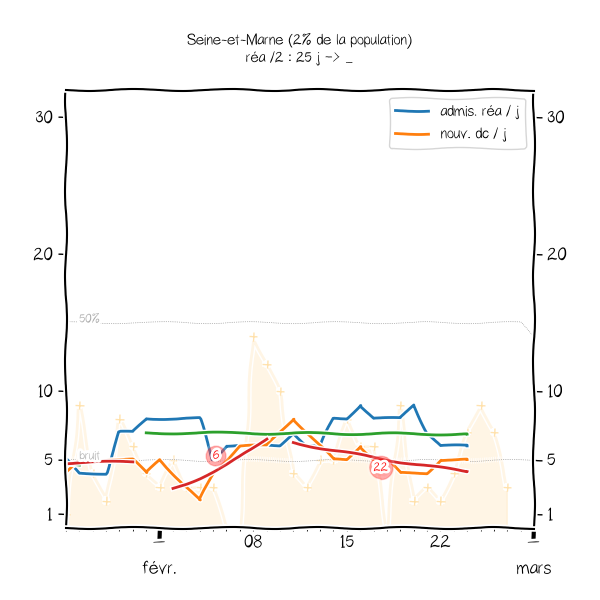 Seine-et-Marne (2% de la population)
réa /2 : 25 j -> _
admis. réa / j
nouv. dc / j
30
30
20
20
50%
10
10
bruit
5
5
6
22
1
1
08
15
22
févr.
mars